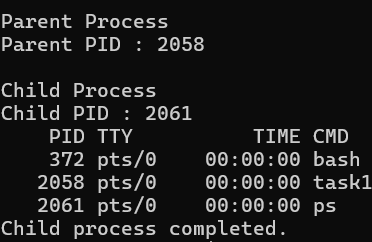 Parent Process
Parent PID : 2058
Child Process
Child PID : 2061
    PID TTY          TIME CMD
    372 pts/0    00:00:00 bash
   2058 pts/0    00:00:00 task1
   2061 pts/0    00:00:00 ps
Child process completed.